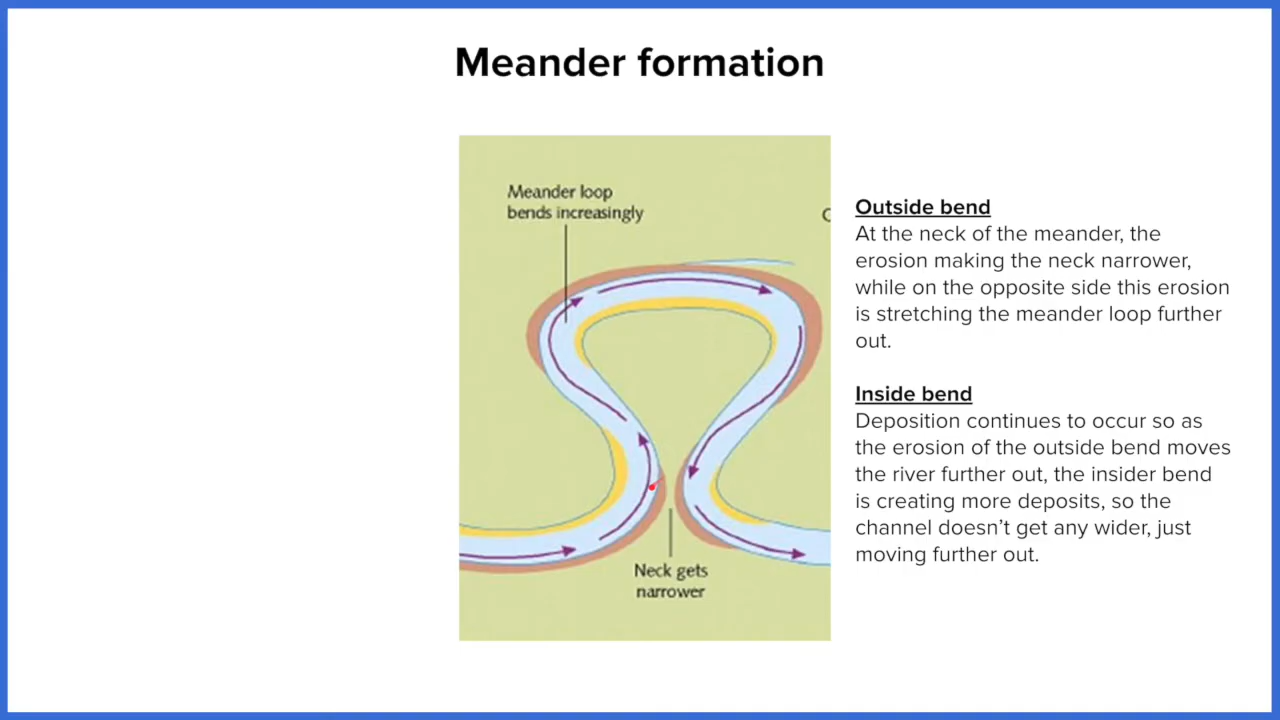 Meander formation
Meander loop
bends increasingly
C
Neck gets
narrower
Outside bend
At the neck of the meander, the
erosion making the neck narrower,
while on the opposite side this erosion
is stretching the meander loop further
out.
Inside bend
Deposition continues to occur so as
the erosion of the outside bend moves
the river further out, the insider bend
is creating more deposits, so the
channel doesn’t get any wider, just
moving further out.